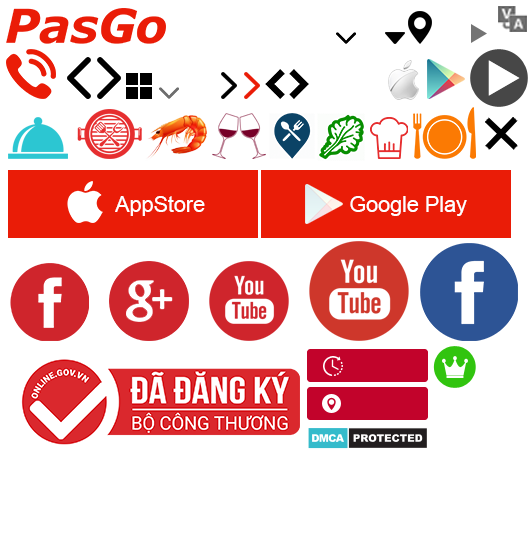 PasGo
VA
AppStore
Google Play
f
g+
You
Tube
You
Tube
f
ONLINE.GOV.VN
ĐÃ ĐĂNG KÝ
BỘ CÔNG THƯƠNG
DMCA PROTECTED